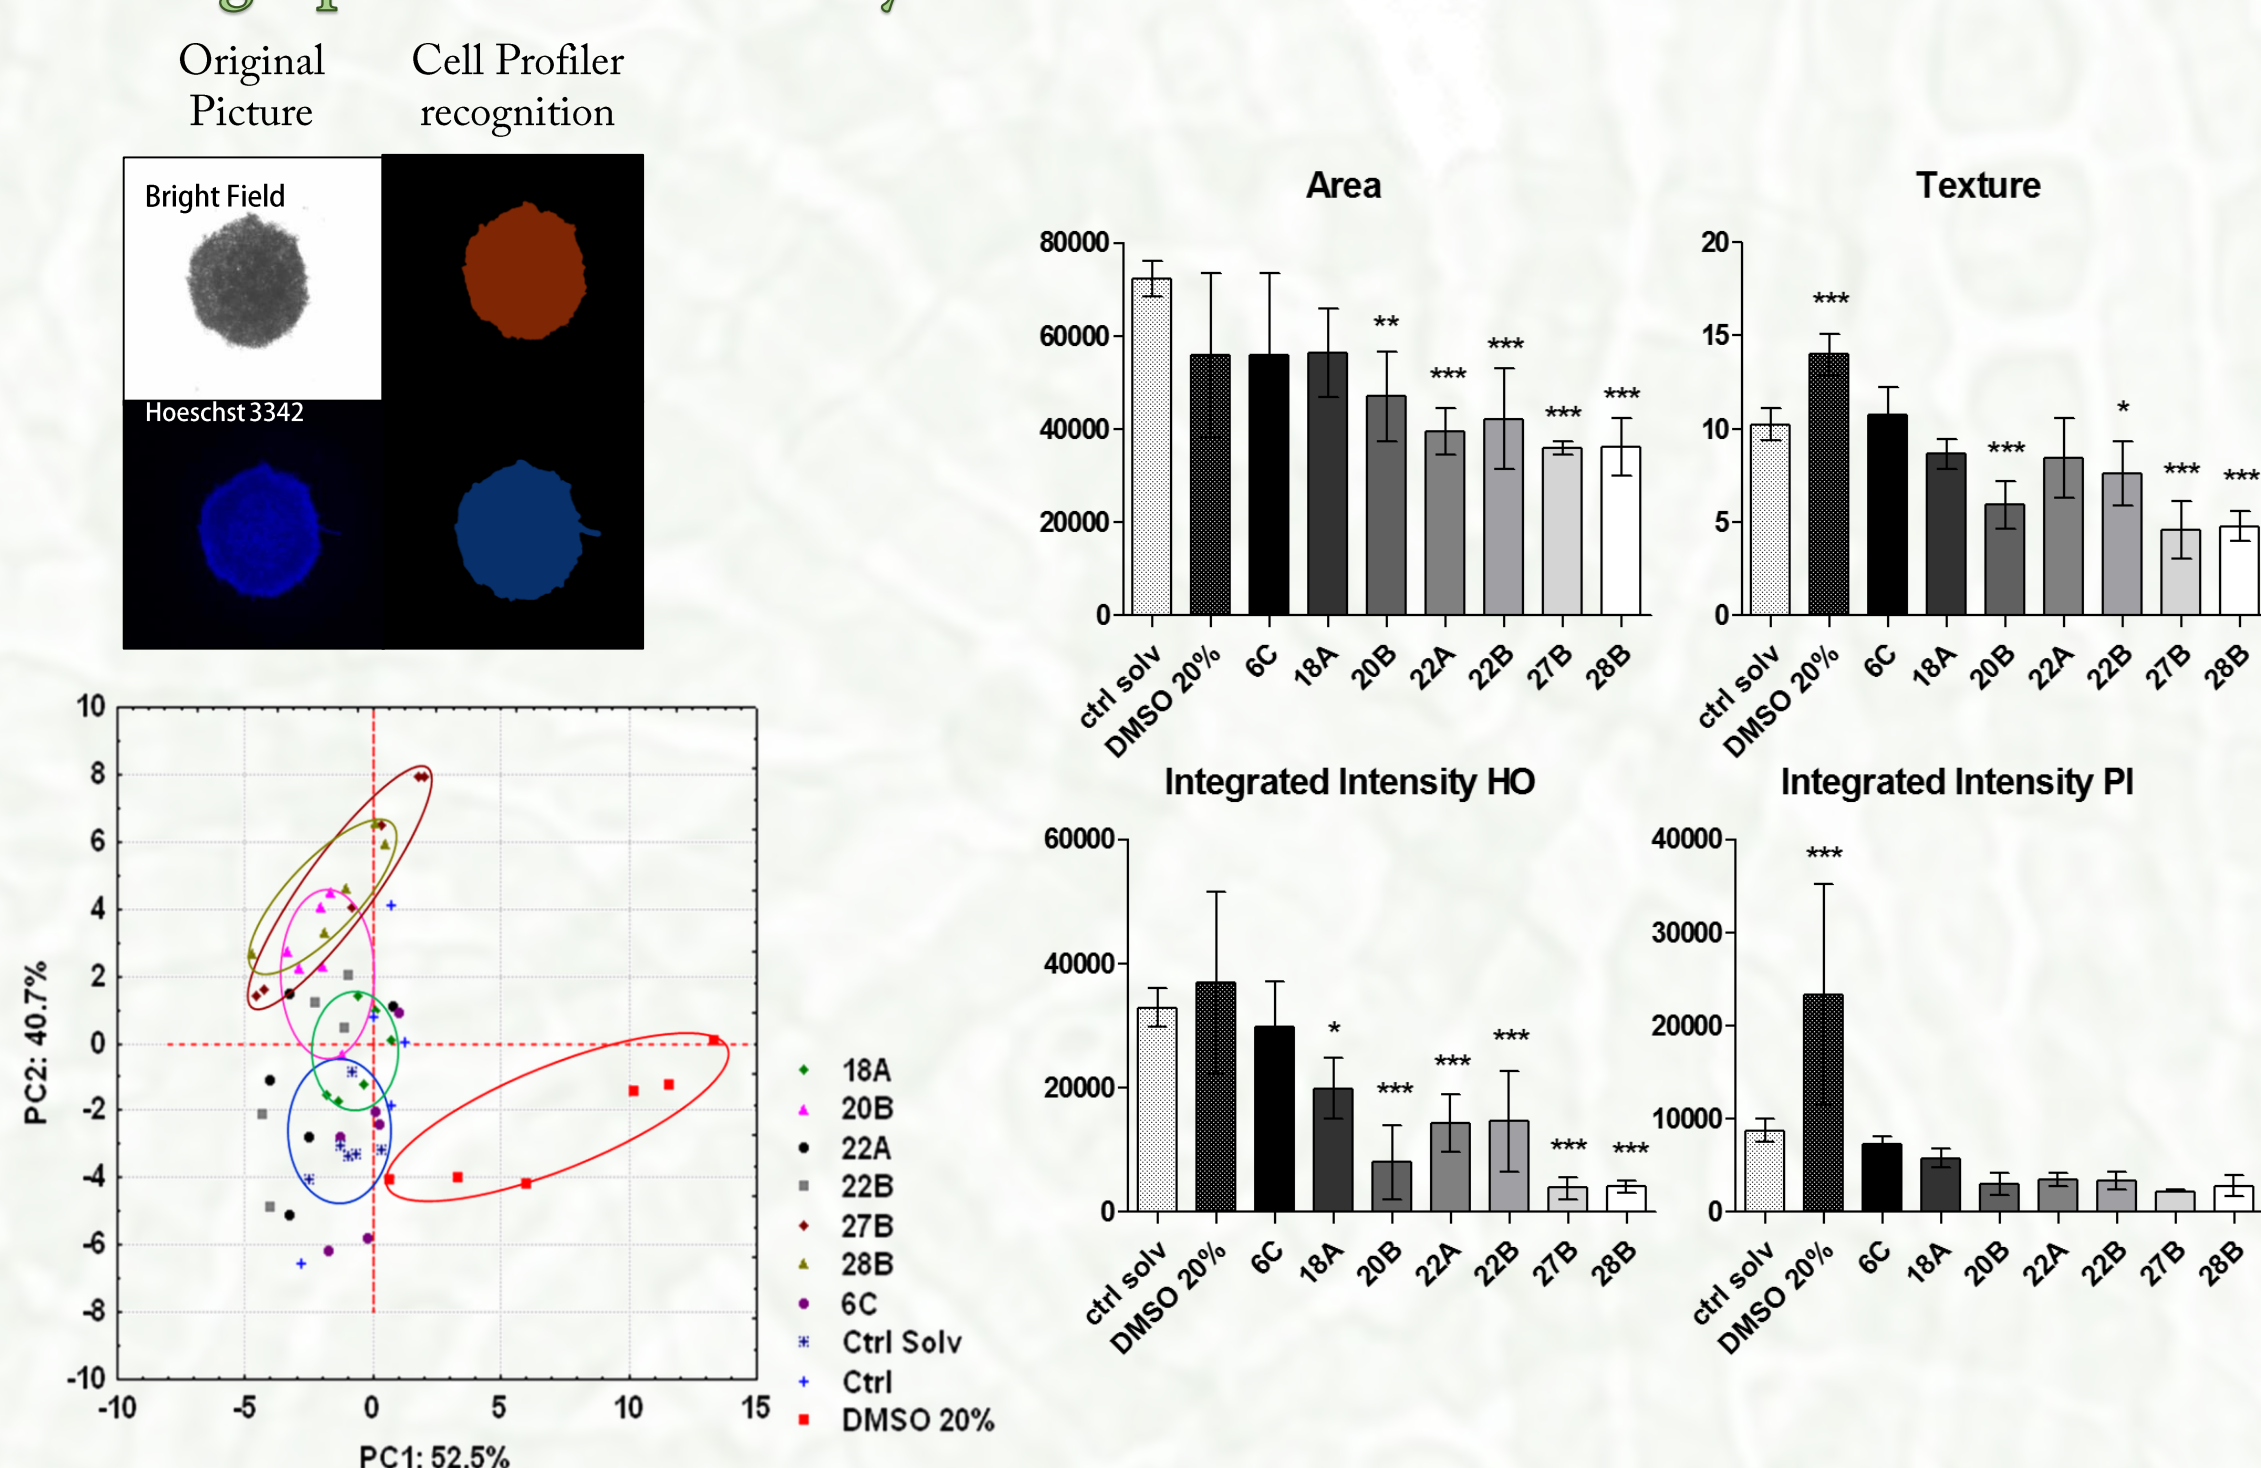 Original
Picture
Cell Profiler
recognition
Bright Field
Hoeschst 3342
10
8
6
4
2
0
-2
-4
-6
-8
-10
PC2: 40.7%
-10 -5 0 5 10 15
PC1: 52.5%
18A
20B
22A
22B
27B
28B
6C
Ctrl Solv
Ctrl
DMSO 20%
Area
80000
60000
40000
20000
0
** *** *** *** ***
ctrl solv DMSO 20% 6C 18A 20B 22A 22B 27B 28B
Texture
20
15
10
5
0
*** *** * *** ***
ctrl solv DMSO 20% 6C 18A 20B 22A 22B 27B 28B
Integrated Intensity HO
60000
40000
20000
0
* *** *** *** *** ***
ctrl solv DMSO 20% 6C 18A 20B 22A 22B 27B 28B
Integrated Intensity PI
40000
30000
20000
10000
0
***
ctrl solv DMSO 20% 6C 18A 20B 22A 22B 27B 28B